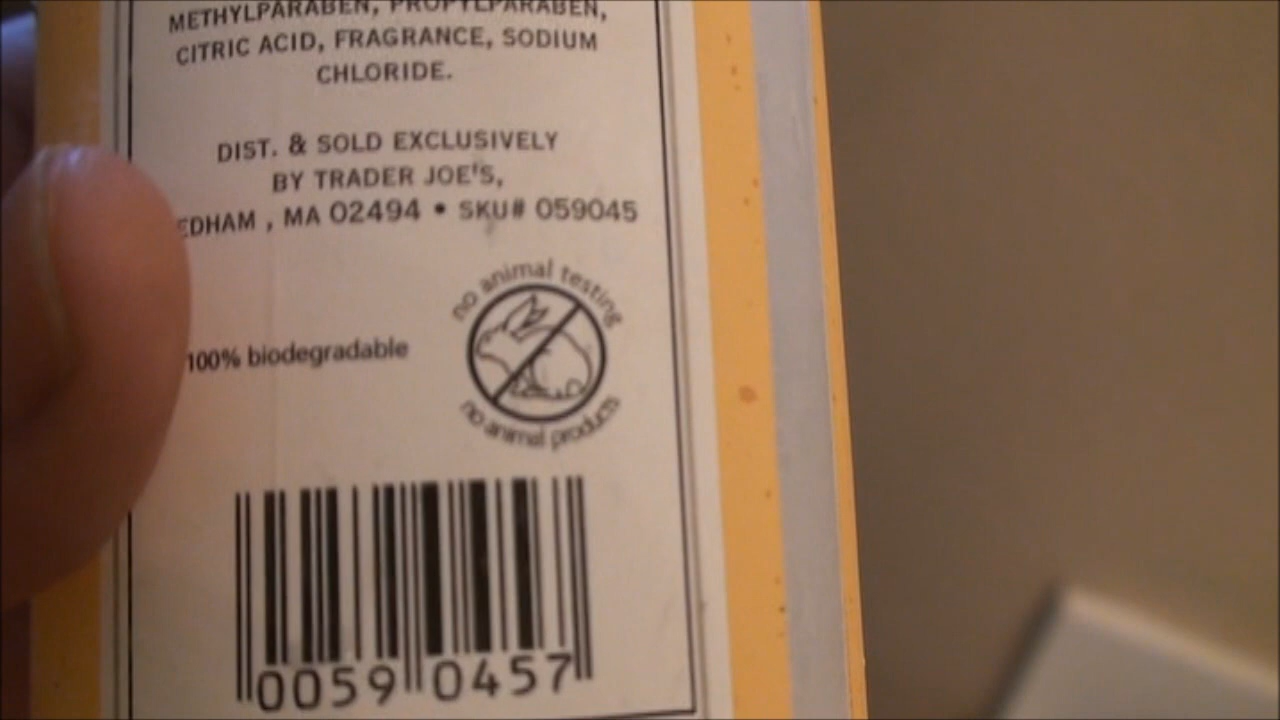 METHYLPARABEN, PROPYLPARABEN,
CITRIC ACID, FRAGRANCE, SODIUM
CHLORIDE.
DIST. & SOLD EXCLUSIVELY
BY TRADER JOE'S,
EDHAM , MA 02494 • SKU# 059045
no animal testing
100% biodegradable
no animal products
0059 0457